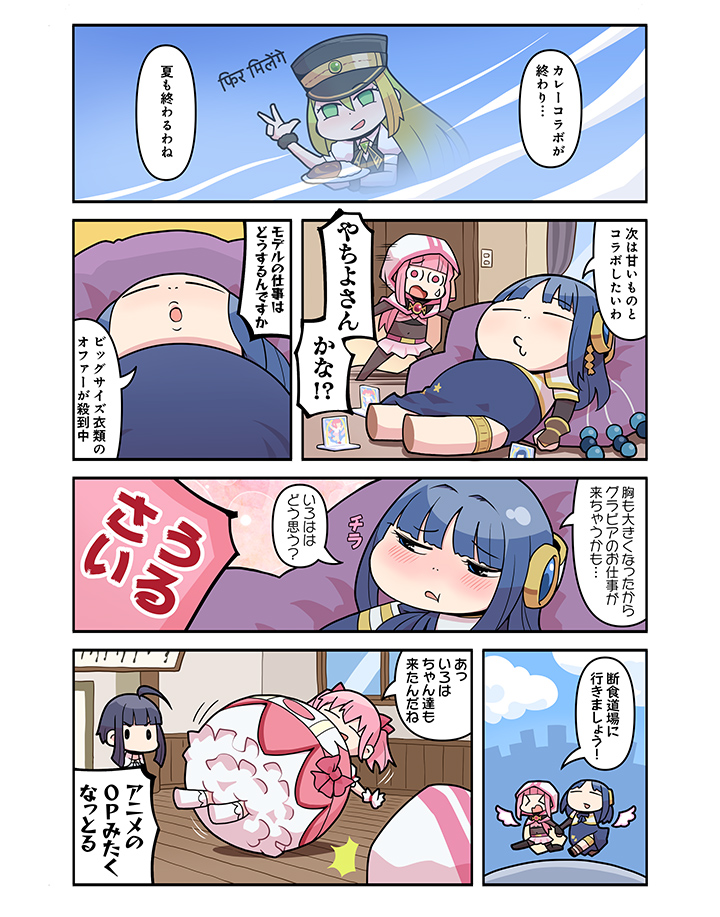 カレーコラボが
終わり…
फिर मिलेंगे
夏も終わるわね
次は甘いものと
コラボしたいわ
やちよさん
かな!?
モデルの仕事は
どうするんですか
ビッグサイズ衣類の
オファーが殺到中
胸も大きくなったから
グラビアのお仕事が
来ちゃうかも…
チラ
いろはは
どう思う?
うる
さい
断食道場に
行きましょう!
あっ
いろは
ちゃん達も
来たんだね
アニメの
OPみたく
なっとる